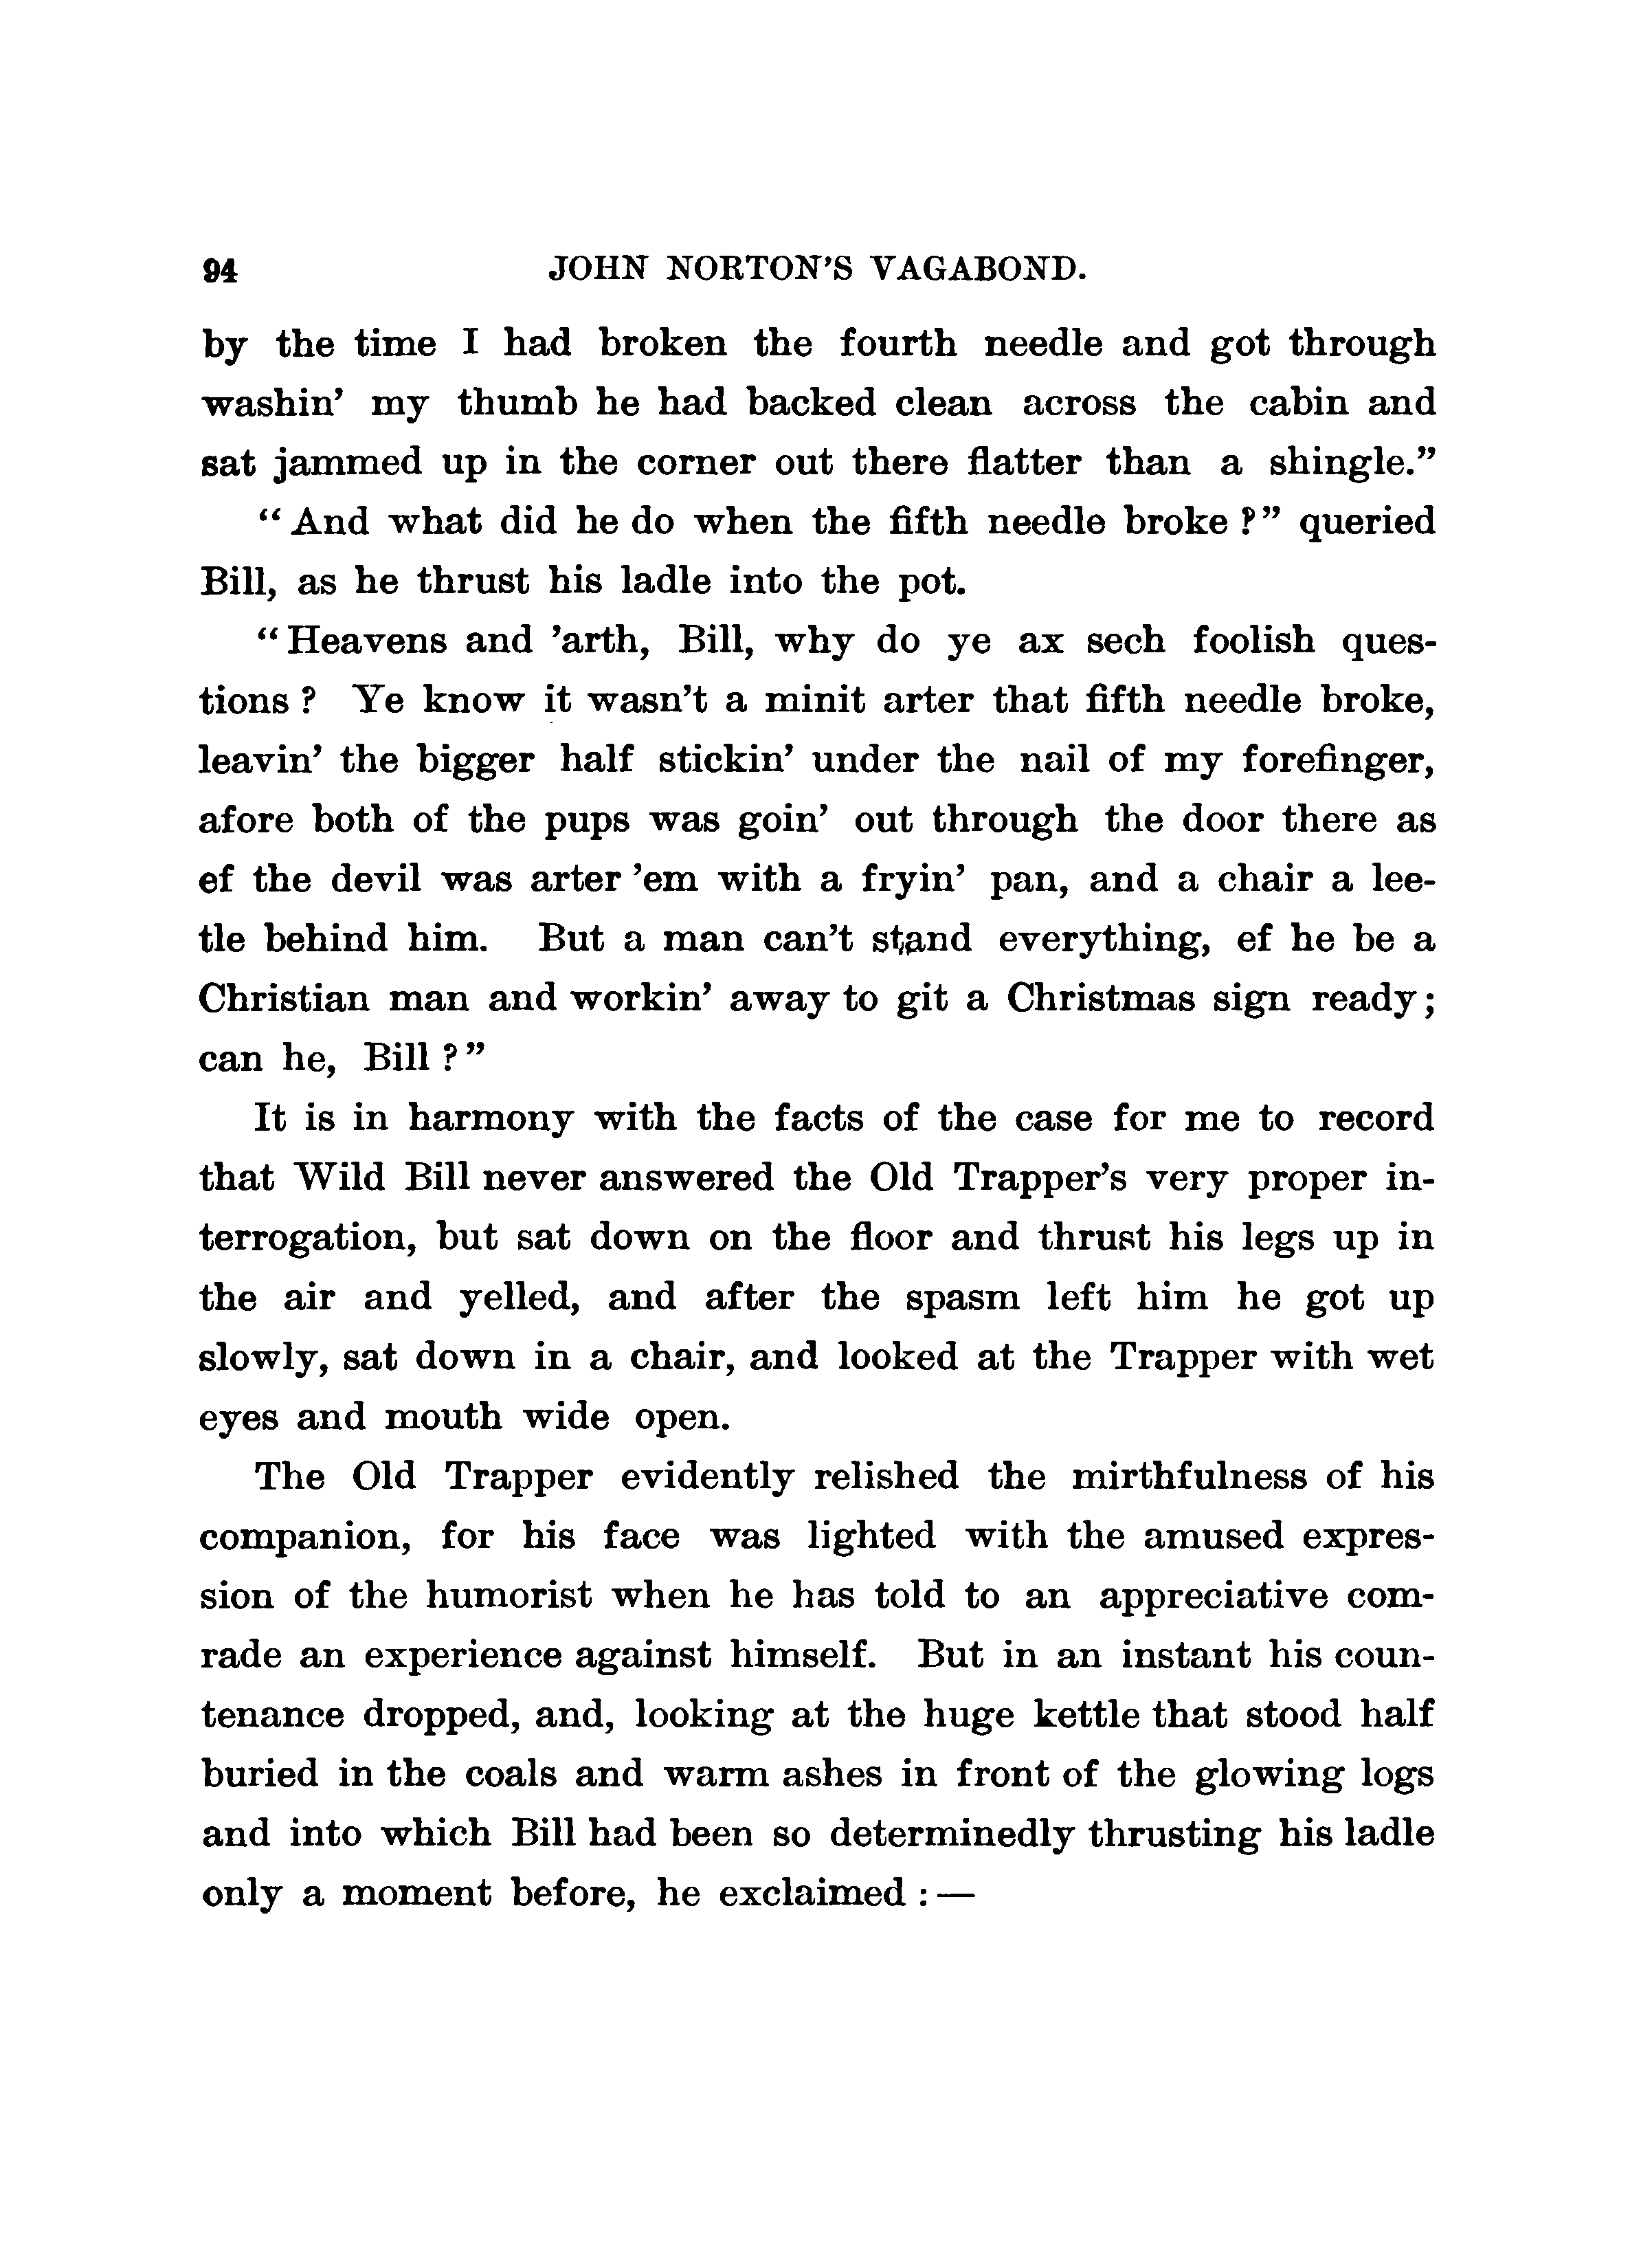 94 JOHN NORTON'S VAGABOND.
by the time I had broken the fourth needle and got through
washin' my thumb he had backed clean across the cabin and
sat jammed up in the corner out there flatter than a shingle.”
“And what did he do when the fifth needle broke?” queried
Bill, as he thrust his ladle into the pot.
“Heavens and 'arth, Bill, why do ye ax sech foolish ques-
tions? Ye know it wasn't a minit arter that fifth needle broke,
leavin' the bigger half stickin' under the nail of my forefinger,
afore both of the pups was goin' out through the door there as
ef the devil was arter 'em with a fryin' pan, and a chair a lee-
tle behind him. But a man can't stand everything, ef he be a
Christian man and workin' away to git a Christmas sign ready;
can he, Bill?”
It is in harmony with the facts of the case for me to record
that Wild Bill never answered the Old Trapper's very proper in-
terrogation, but sat down on the floor and thrust his legs up in
the air and yelled, and after the spasm left him he got up
slowly, sat down in a chair, and looked at the Trapper with wet
eyes and mouth wide open.
The Old Trapper evidently relished the mirthfulness of his
companion, for his face was lighted with the amused expres-
sion of the humorist when he has told to an appreciative com-
rade an experience against himself. But in an instant his coun-
tenance dropped, and, looking at the huge kettle that stood half
buried in the coals and warm ashes in front of the glowing logs
and into which Bill had been so determinedly thrusting his ladle
only a moment before, he exclaimed:—